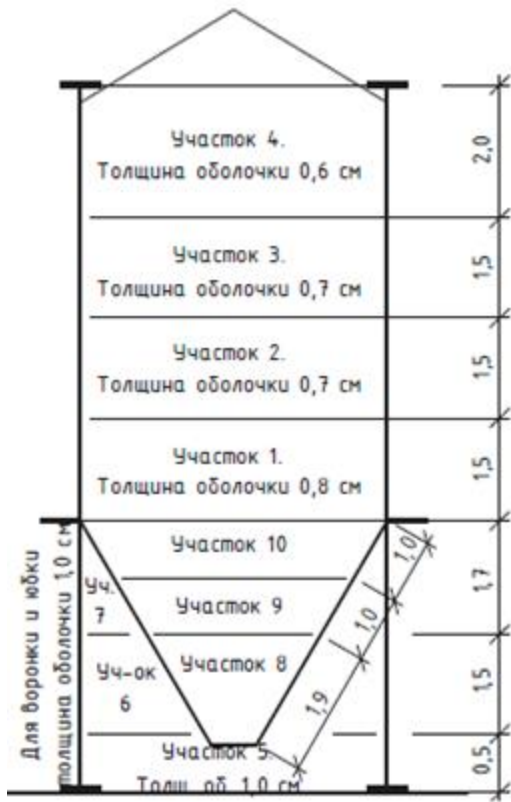 Участок 4.
Толщина оболочки 0,6 см
2,0
Участок 3.
Толщина оболочки 0,7 см
1,5
Участок 2.
Толщина оболочки 0,7 см
1,5
Участок 1.
Толщина оболочки 0,8 см
1,5
Для воронки и юбки
толщина оболочки 1,0 см
Участок 10
1,0
Уч.
7
Участок 9
1,0
1,7
Уч-ок
6
Участок 8
1,9
1,5
Участок 5.
Толщ. об. 1,0 см
0,5